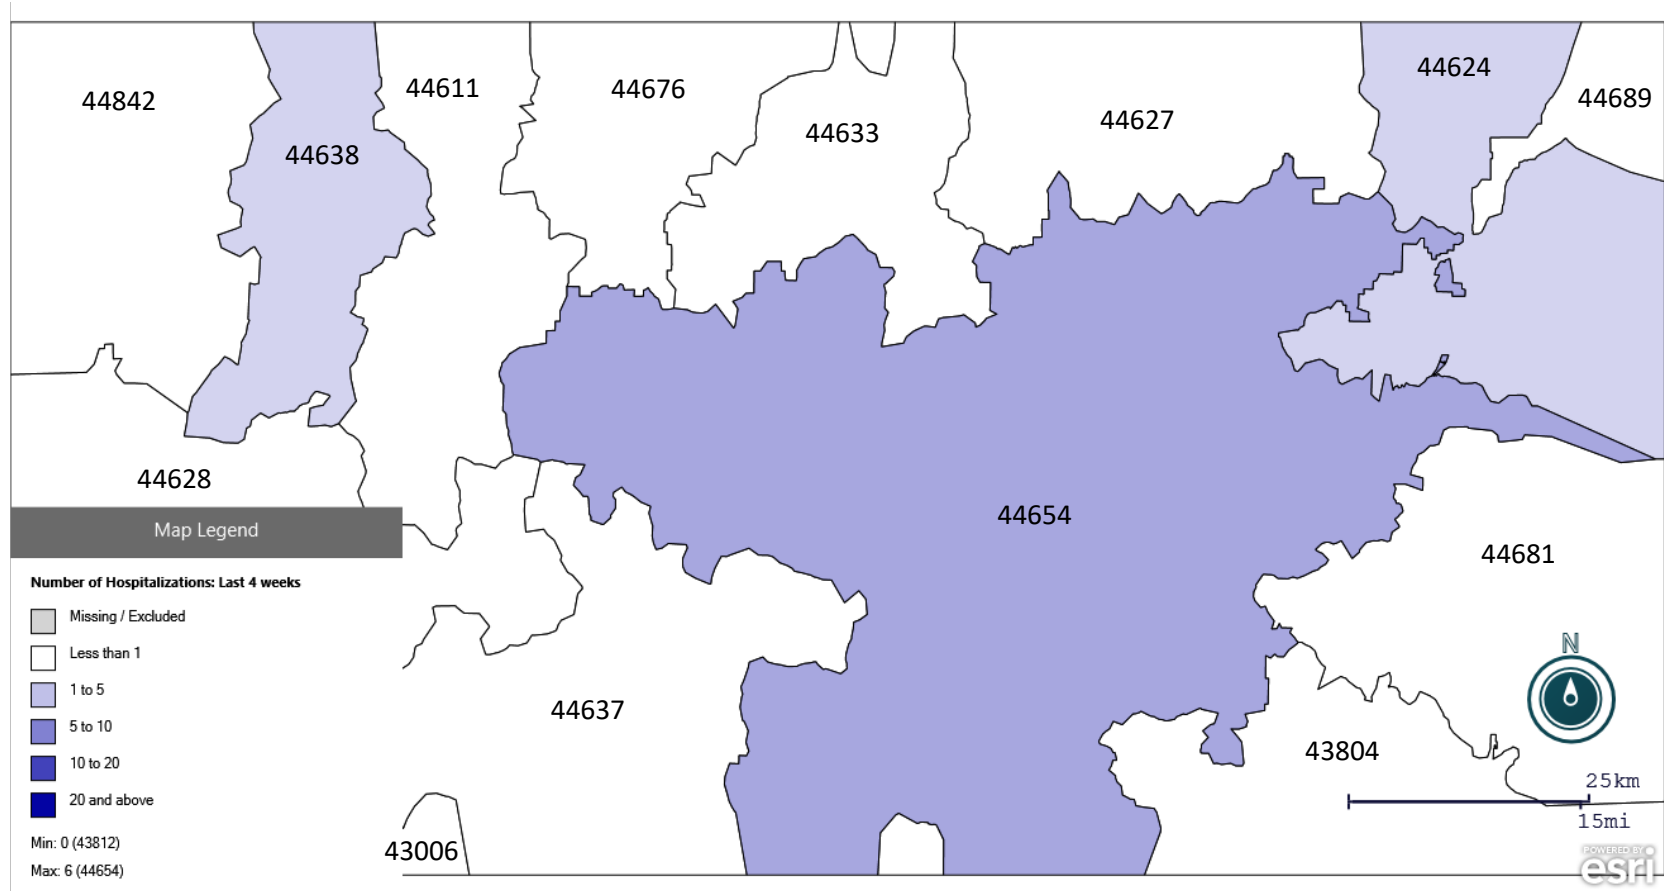 44624
44611
44676
44689
44842
44633
44627
44638
44628
44654
Map Legend
44681
Number of Hospitalizations: Last 4 weeks
Missing / Excluded
Less than 1
1 to 5
5 to 10
10 to 20
20 and above
Min: 0 (43812)
Max: 6 (44654)
44637
N
43804
25km
15mi
43006
POWERED BY
esri